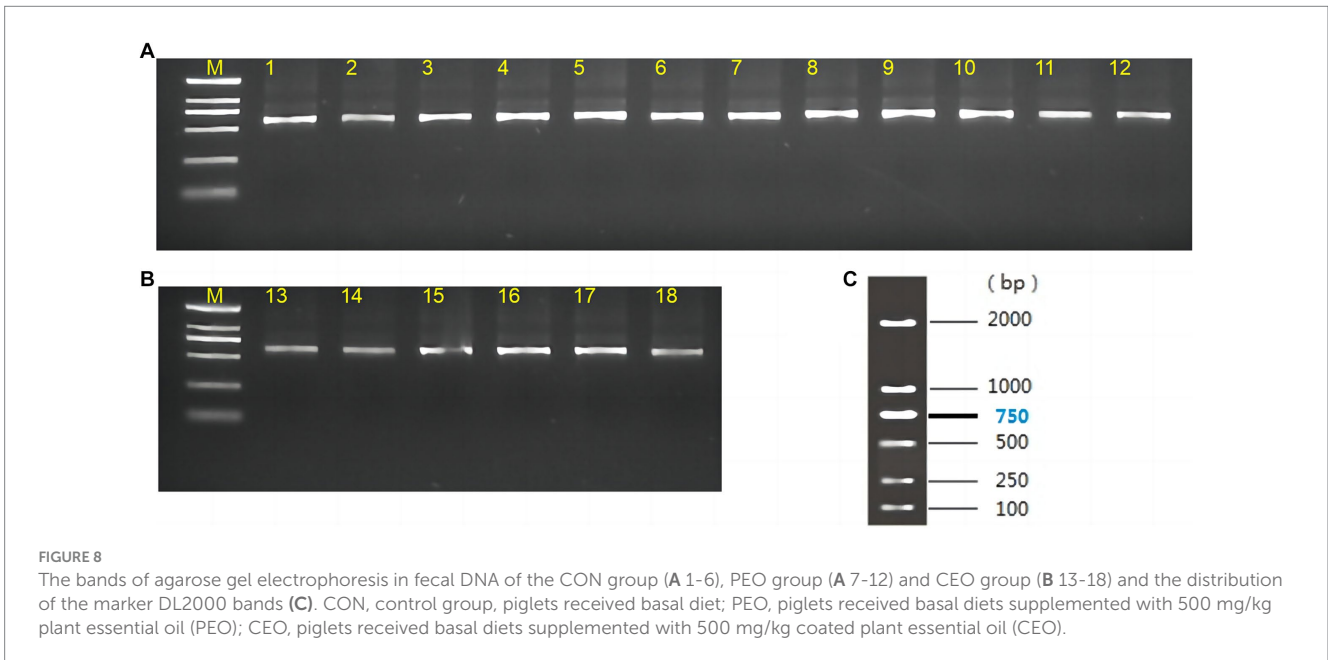 A
M 1 2 3 4 5 6 7 8 9 10 11 12
B
M 13 14 15 16 17 18
C
( bp )
2000
1000
750
500
250
100
FIGURE 8
The bands of agarose gel electrophoresis in fecal DNA of the CON group (A 1-6), PEO group (A 7-12) and CEO group (B 13-18) and the distribution
of the marker DL2000 bands (C). CON, control group, piglets received basal diet; PEO, piglets received basal diets supplemented with 500 mg/kg
plant essential oil (PEO); CEO, piglets received basal diets supplemented with 500 mg/kg coated plant essential oil (CEO).